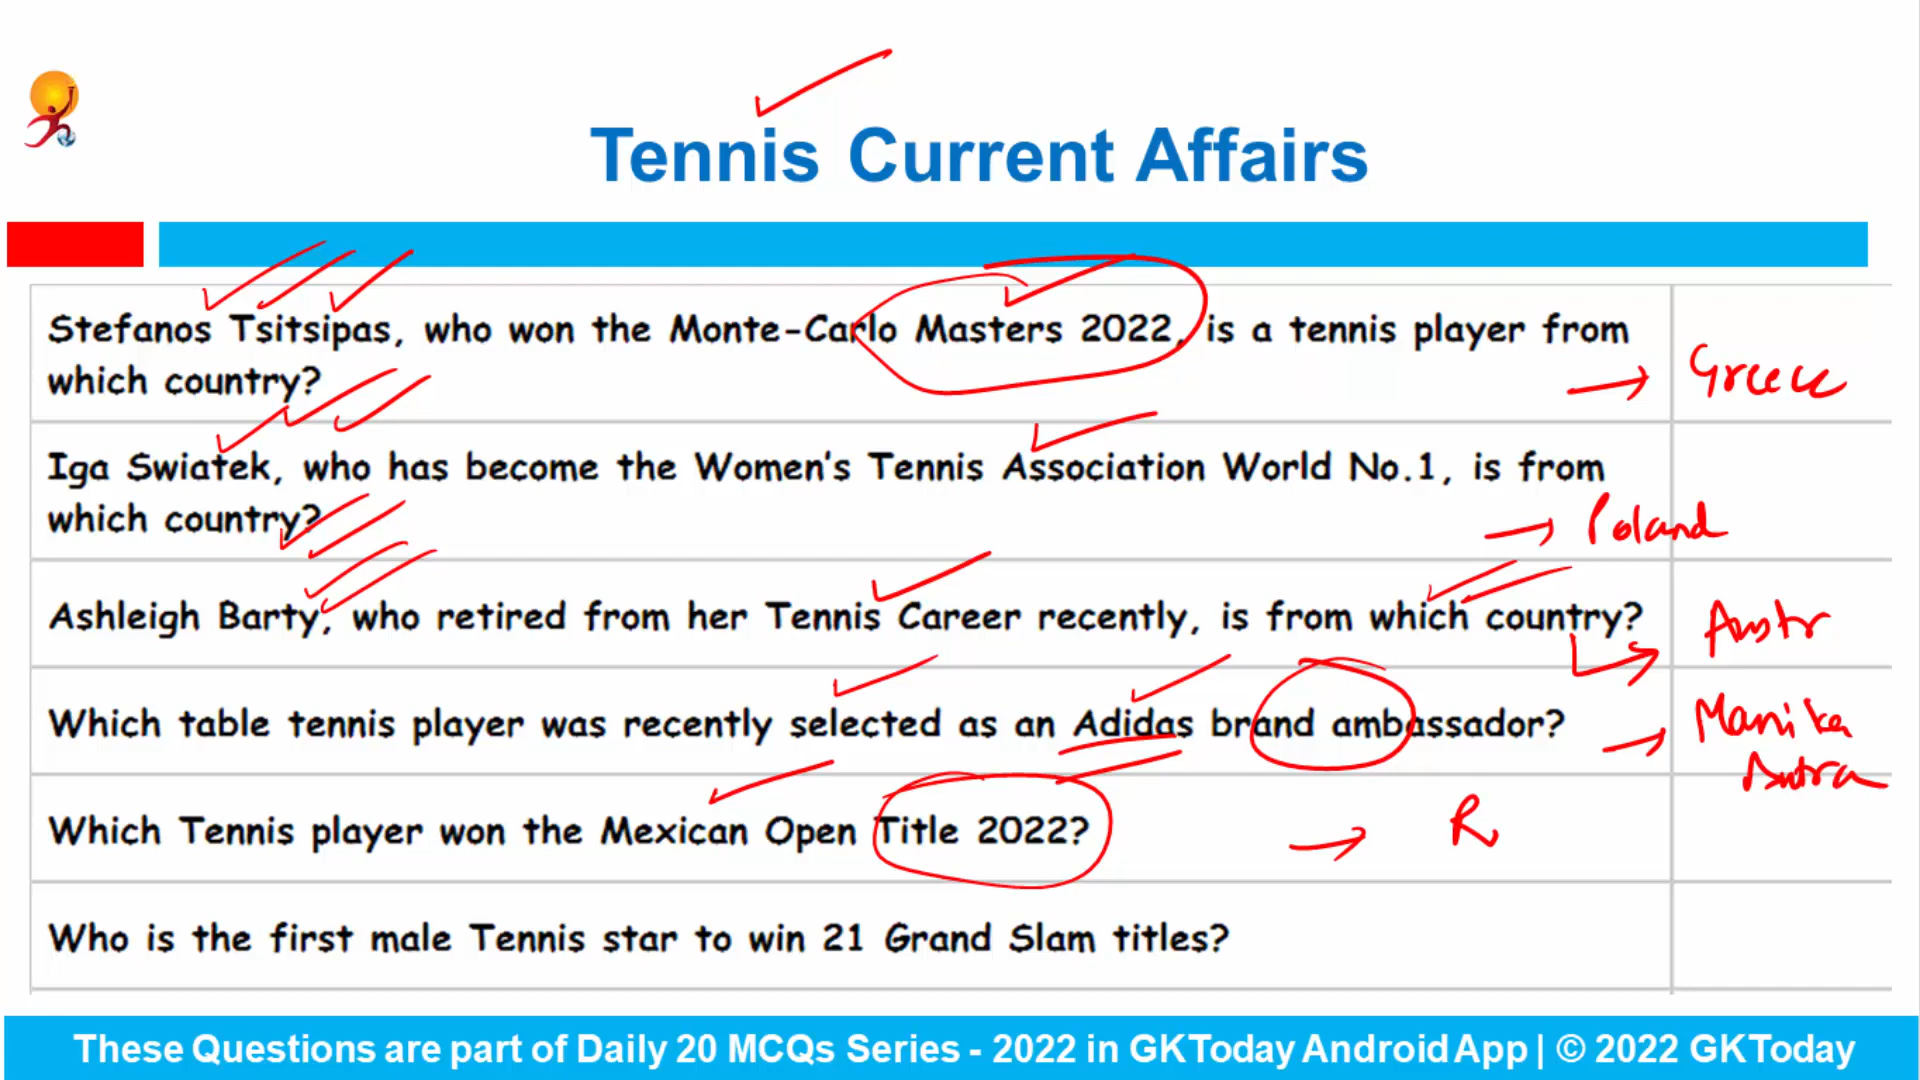 Tennis Current Affairs
Stefanos Tsitsipas, who won the Monte-Carlo Masters 2022, is a tennis player from
which country?
Greece
Iga Swiatek, who has become the Women's Tennis Association World No.1, is from
which country?
Poland
Ashleigh Barty, who retired from her Tennis Career recently, is from which country?
Austr
Which table tennis player was recently selected as an Adidas brand ambassador?
Manika
Which Tennis player won the Mexican Open Title 2022?
R
Who is the first male Tennis star to win 21 Grand Slam titles?
These Questions are part of Daily 20 MCQs Series - 2022 in GKToday Android App | © 2022 GKToday